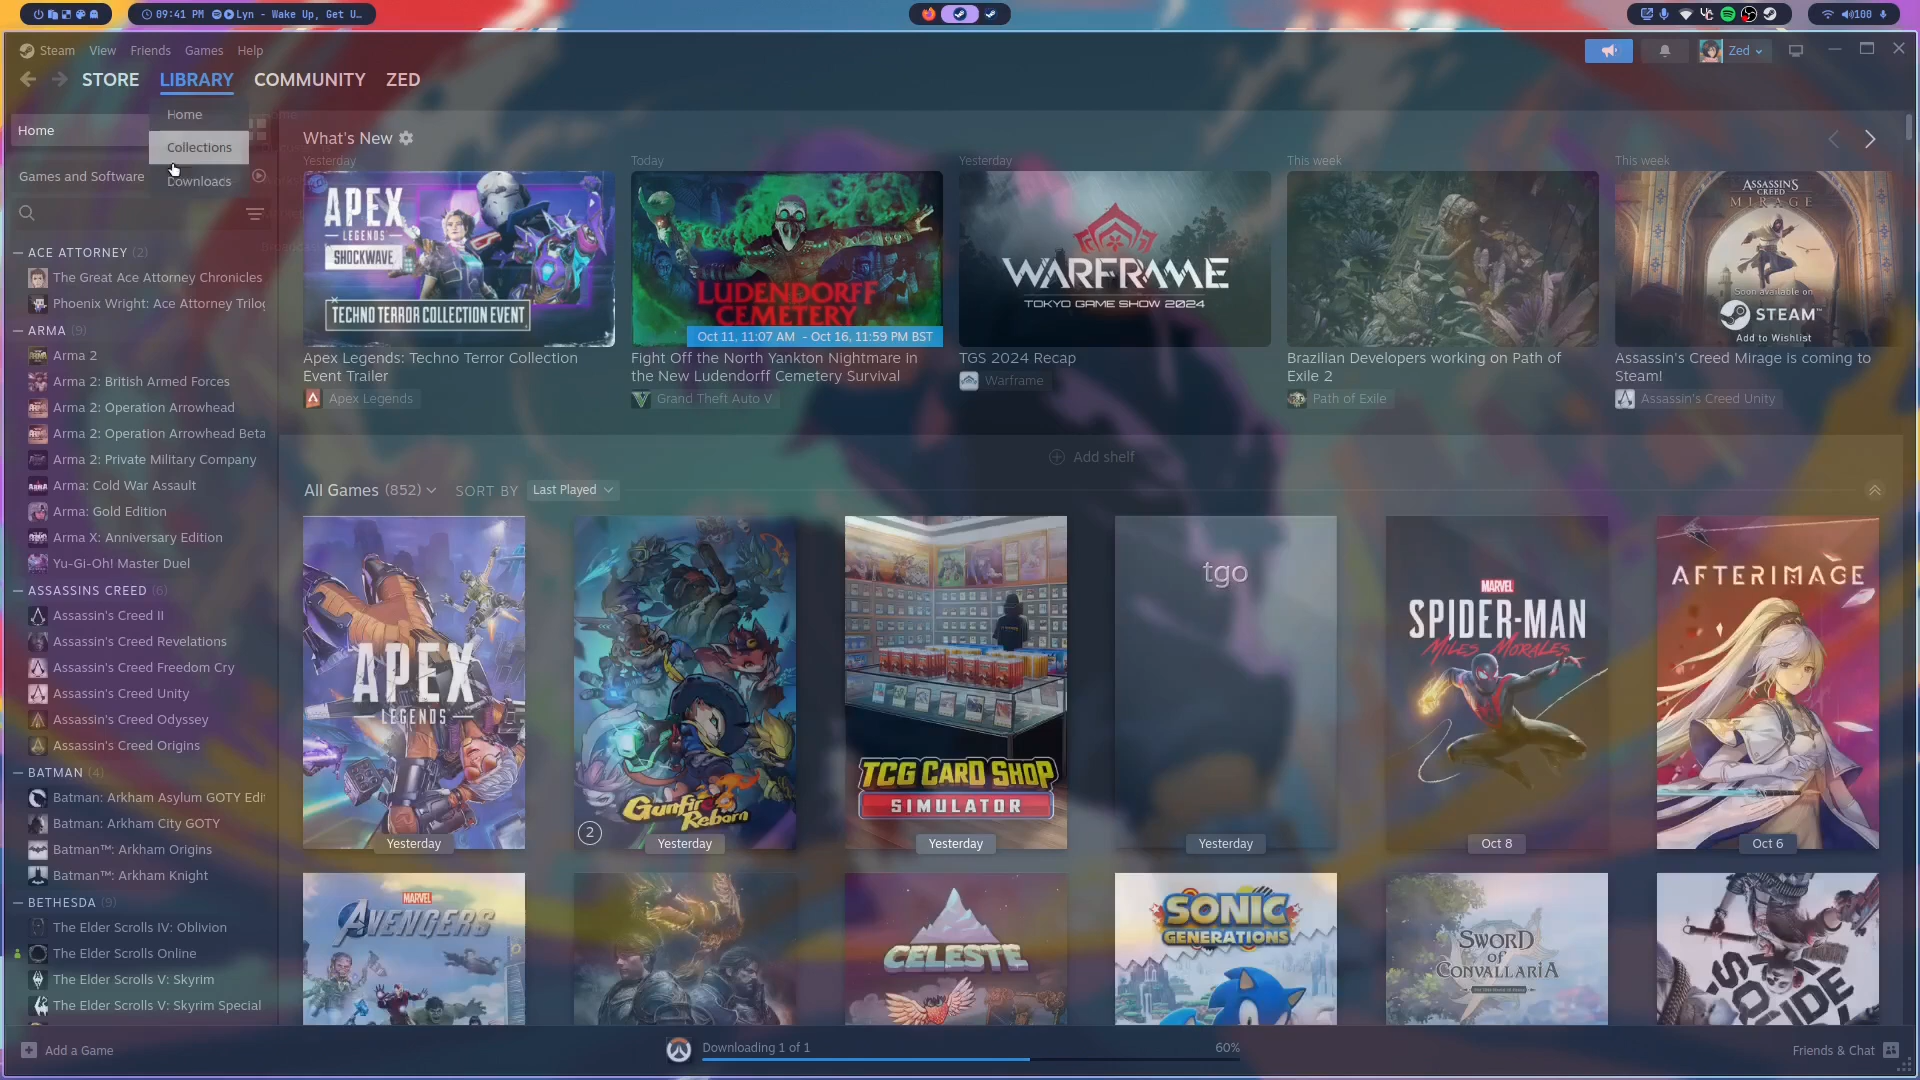 09:41 PM Lyn - Wake Up, Get U...
100
Steam View Friends Games Help
Zed
STORE LIBRARY COMMUNITY ZED
Home
Collections
Downloads
Home
Games and Software
ACE ATTORNEY (2)
The Great Ace Attorney Chronicles
Phoenix Wright: Ace Attorney Trilog
ARMA (9)
Arma 2
Arma 2: British Armed Forces
Arma 2: Operation Arrowhead
Arma 2: Operation Arrowhead Beta
Arma 2: Private Military Company
Arma: Cold War Assault
Arma: Gold Edition
Arma X: Anniversary Edition
Yu-Gi-Oh! Master Duel
ASSASSINS CREED (6)
Assassin's Creed II
Assassin's Creed Revelations
Assassin's Creed Freedom Cry
Assassin's Creed Unity
Assassin's Creed Odyssey
Assassin's Creed Origins
BATMAN (4)
Batman: Arkham Asylum GOTY Edi
Batman: Arkham City GOTY
Batman™: Arkham Origins
Batman™: Arkham Knight
BETHESDA (9)
The Elder Scrolls IV: Oblivion
The Elder Scrolls Online
The Elder Scrolls V: Skyrim
The Elder Scrolls V: Skyrim Special
Add a Game
What's New
Yesterday
APEX
LEGENDS
SHOCKWAVE
TECHNO TERROR COLLECTION EVENT
Apex Legends: Techno Terror Collection
Event Trailer
Apex Legends
Today
LUDENDORFF
CEMETERY
Oct 11, 11:07 AM - Oct 16, 11:59 PM BST
Fight Off the North Yankton Nightmare in
the New Ludendorff Cemetery Survival
Grand Theft Auto V
Yesterday
WARFRAME
TOKYO GAME SHOW 2024
TGS 2024 Recap
Warframe
This week
Brazilian Developers working on Path of
Exile 2
Path of Exile
This week
ASSASSIN'S
CREED
MIRAGE
Soon available on
STEAM™
Add to Wishlist
Assassin's Creed Mirage is coming to
Steam!
Assassin's Creed Unity
Add shelf
All Games (852) SORT BY Last Played
APEX
LEGENDS
Yesterday
Gunfire
Reborn
2
Yesterday
TCG CARD SHOP
SIMULATOR
Yesterday
tgo
Yesterday
MARVEL
SPIDER-MAN
MILES MORALES
Oct 8
AFTERIMAGE
Oct 6
MARVEL
AVENGERS
CELESTE
SONIC
GENERATIONS
SWORD
of
CONVALLARIA
Downloading 1 of 1 60%
Friends & Chat